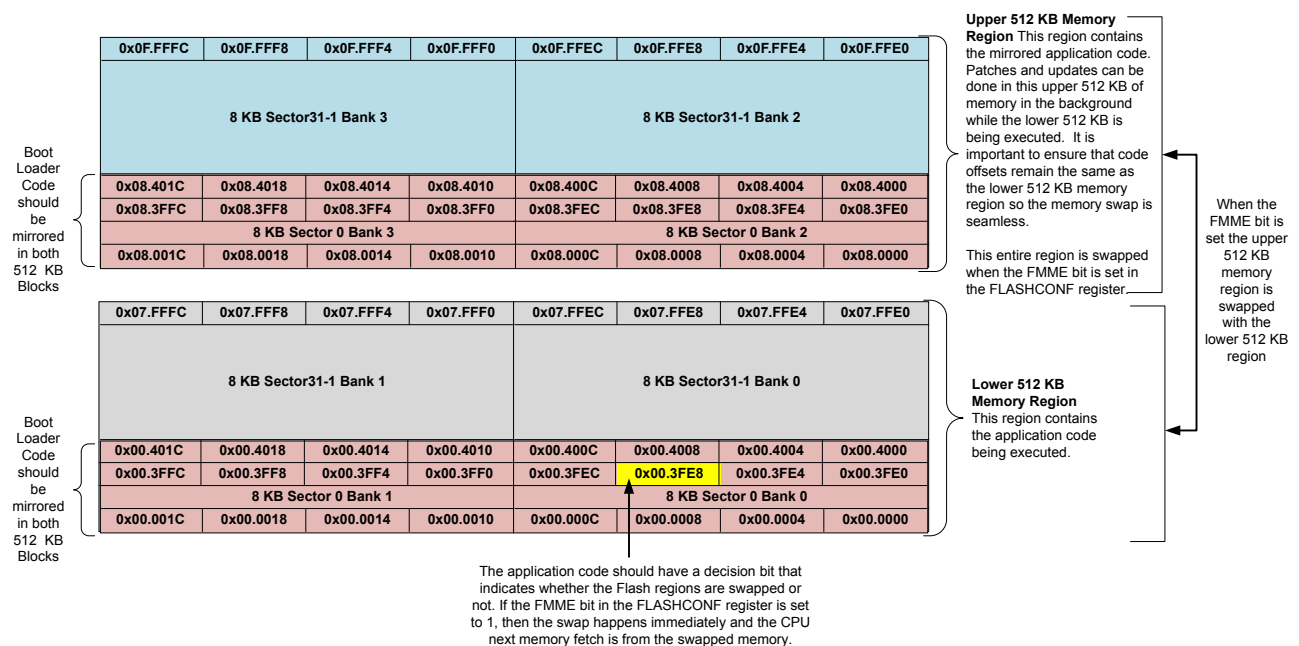 0x0F.FFFC 0x0F.FFF8 0x0F.FFF4 0x0F.FFF0 0x0F.FFEC 0x0F.FFE8 0x0F.FFE4 0x0F.FFE0
8 KB Sector31-1 Bank 3 8 KB Sector31-1 Bank 2
0x08.401C 0x08.4018 0x08.4014 0x08.4010 0x08.400C 0x08.4008 0x08.4004 0x08.4000
0x08.3FFC 0x08.3FF8 0x08.3FF4 0x08.3FF0 0x08.3FEC 0x08.3FE8 0x08.3FE4 0x08.3FE0
8 KB Sector 0 Bank 3 8 KB Sector 0 Bank 2
0x08.001C 0x08.0018 0x08.0014 0x08.0010 0x08.000C 0x08.0008 0x08.0004 0x08.0000
Boot
Loader
Code
should
be
mirrored
in both
512 KB
Blocks
Upper 512 KB Memory
Region This region contains
the mirrored application code.
Patches and updates can be
done in this upper 512 KB of
memory in the background
while the lower 512 KB is
being executed. It is
important to ensure that code
offsets remain the same as
the lower 512 KB memory
region so the memory swap is
seamless.
This entire region is swapped
when the FMME bit is set in
the FLASHCONF register.
When the
FMME bit is
set the upper
512 KB
memory
region is
swapped
with the
lower 512 KB
region
0x07.FFFC 0x07.FFF8 0x07.FFF4 0x07.FFF0 0x07.FFEC 0x07.FFE8 0x07.FFE4 0x07.FFE0
8 KB Sector31-1 Bank 1 8 KB Sector31-1 Bank 0
0x00.401C 0x00.4018 0x00.4014 0x00.4010 0x00.400C 0x00.4008 0x00.4004 0x00.4000
0x00.3FFC 0x00.3FF8 0x00.3FF4 0x00.3FF0 0x00.3FEC 0x00.3FE8 0x00.3FE4 0x00.3FE0
8 KB Sector 0 Bank 1 8 KB Sector 0 Bank 0
0x00.001C 0x00.0018 0x00.0014 0x00.0010 0x00.000C 0x00.0008 0x00.0004 0x00.0000
Boot
Loader
Code
should
be
mirrored
in both
512 KB
Blocks
Lower 512 KB
Memory Region
This region contains
the application code
being executed.
The application code should have a decision bit that
indicates whether the Flash regions are swapped or
not. If the FMME bit in the FLASHCONF register is set
to 1, then the swap happens immediately and the CPU
next memory fetch is from the swapped memory.